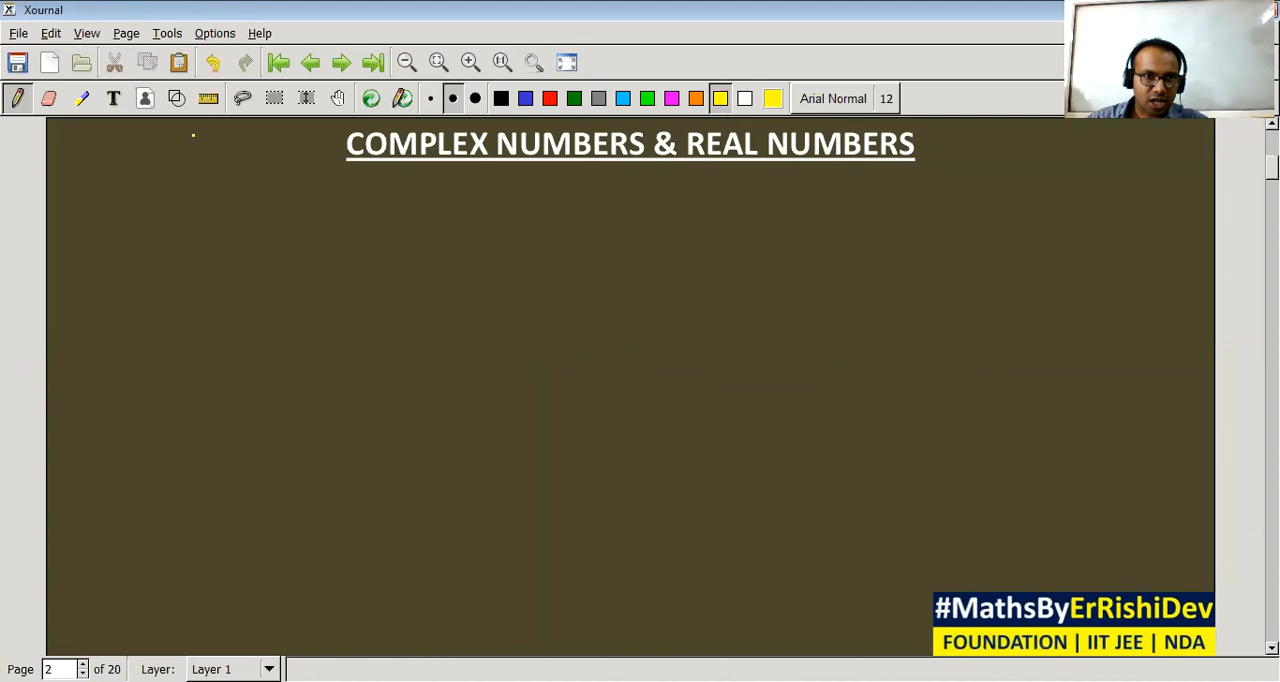 Xournal
File Edit View Page Tools Options Help
Arial Normal 12
COMPLEX NUMBERS & REAL NUMBERS
#MathsByErRishiDev
FOUNDATION | IIT JEE | NDA
Page 2 of 20 Layer: Layer 1